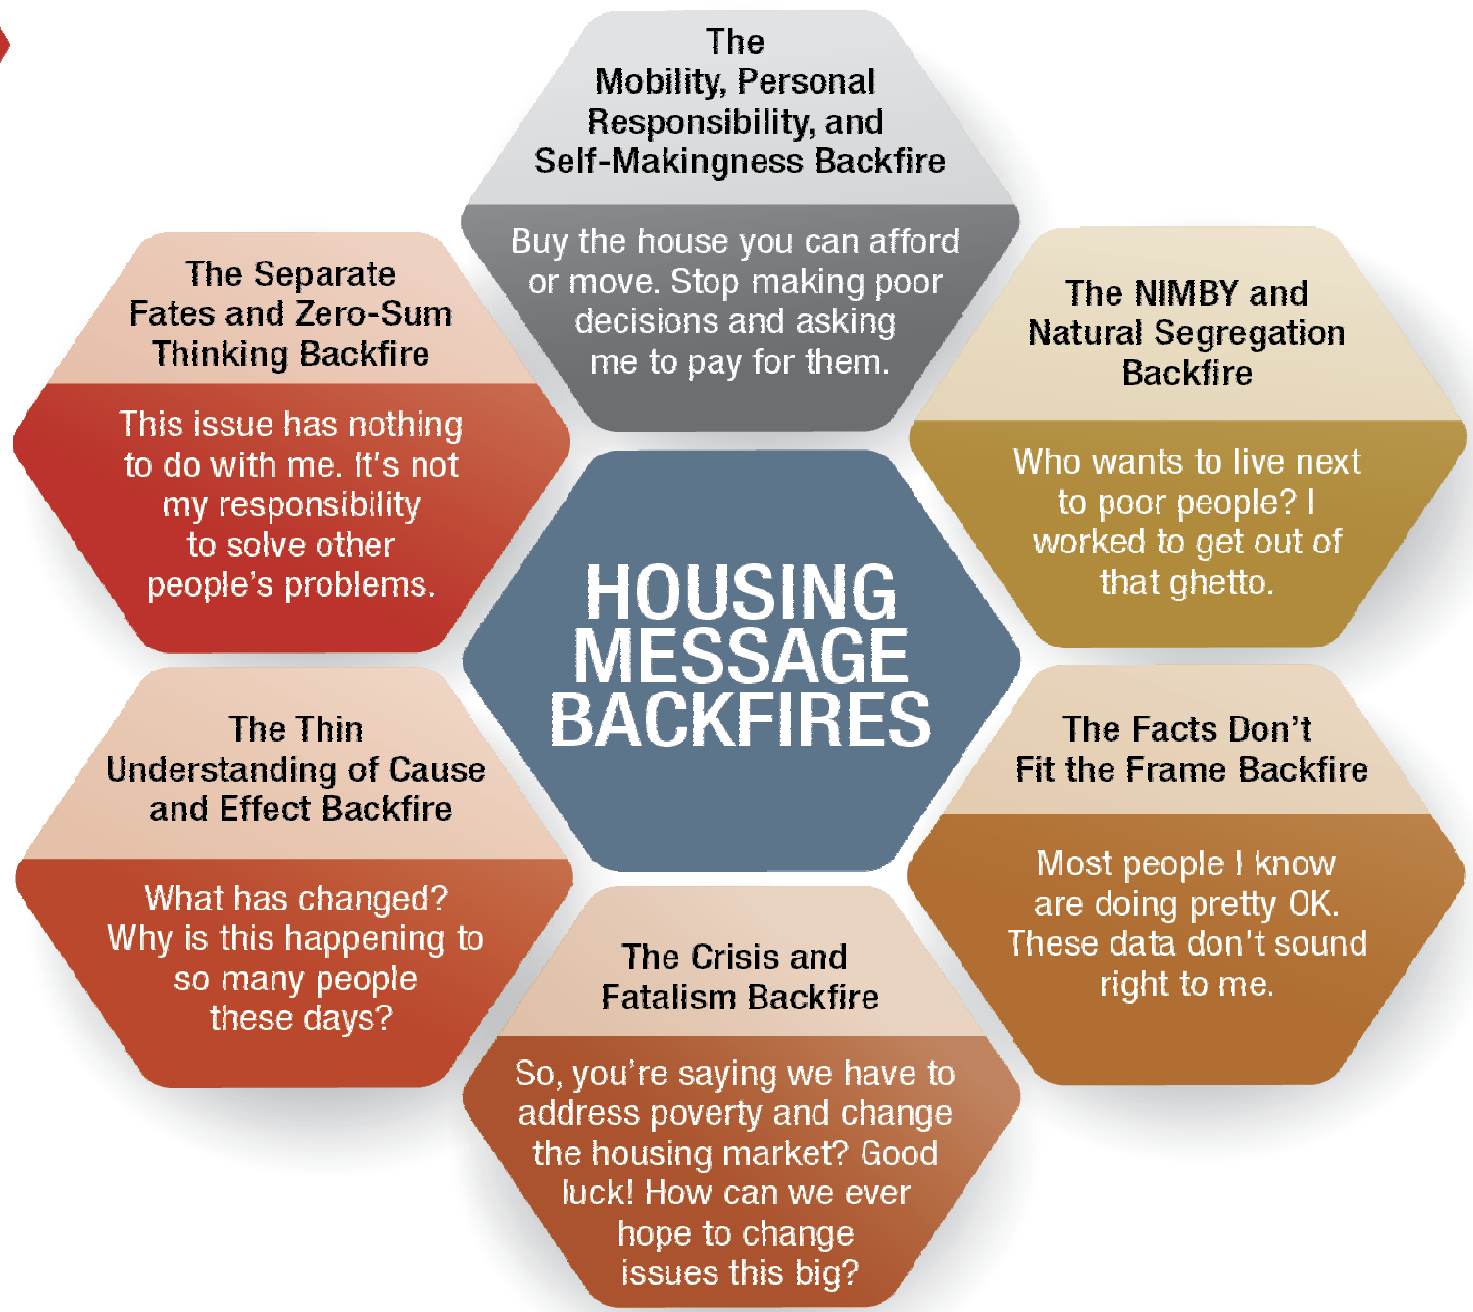 The
Mobility, Personal
Responsibility, and
Self-Makingness Backfire
Buy the house you can afford
or move. Stop making poor
decisions and asking
me to pay for them.
The Separate
Fates and Zero-Sum
Thinking Backfire
This issue has nothing
to do with me. It's not
my responsibility
to solve other
people's problems.
The NIMBY and
Natural Segregation
Backfire
Who wants to live next
to poor people? I
worked to get out of
that ghetto.
HOUSING
MESSAGE
BACKFIRES
The Thin
Understanding of Cause
and Effect Backfire
What has changed?
Why is this happening to
so many people
these days?
The Facts Don't
Fit the Frame Backfire
Most people I know
are doing pretty OK.
These data don't sound
right to me.
The Crisis and
Fatalism Backfire
So, you're saying we have to
address poverty and change
the housing market? Good
luck! How can we ever
hope to change
issues this big?